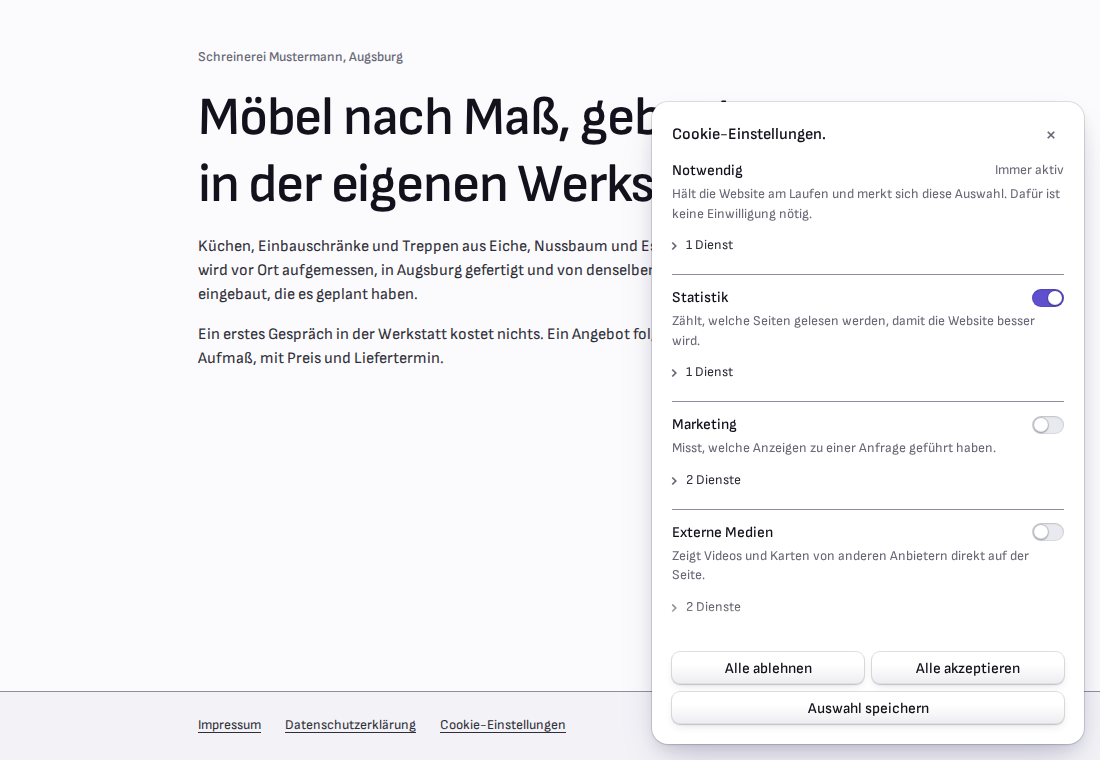 Schreinerei Mustermann, Augsburg
Möbel nach Maß,
in der eigenen
Küchen, Einbauschränke und Treppen aus Eiche, Nussbaum und
wird vor Ort aufgemessen, in Augsburg gefertigt und von
eingebaut, die es geplant haben.
Ein erstes Gespräch in der Werkstatt kostet nichts. Ein Angebot
Aufmaß, mit Preis und Liefertermin.
Impressum Datenschutzerklärung Cookie-Einstellungen
Cookie-Einstellungen. ×
Notwendig Immer aktiv
Hält die Website am Laufen und merkt sich diese Auswahl. Dafür ist
keine Einwilligung nötig.
1 Dienst
Statistik
Zählt, welche Seiten gelesen werden, damit die Website besser
wird.
1 Dienst
Marketing
Misst, welche Anzeigen zu einer Anfrage geführt haben.
2 Dienste
Externe Medien
Zeigt Videos und Karten von anderen Anbietern direkt auf der
Seite.
2 Dienste
Alle ablehnen Alle akzeptieren
Auswahl speichern